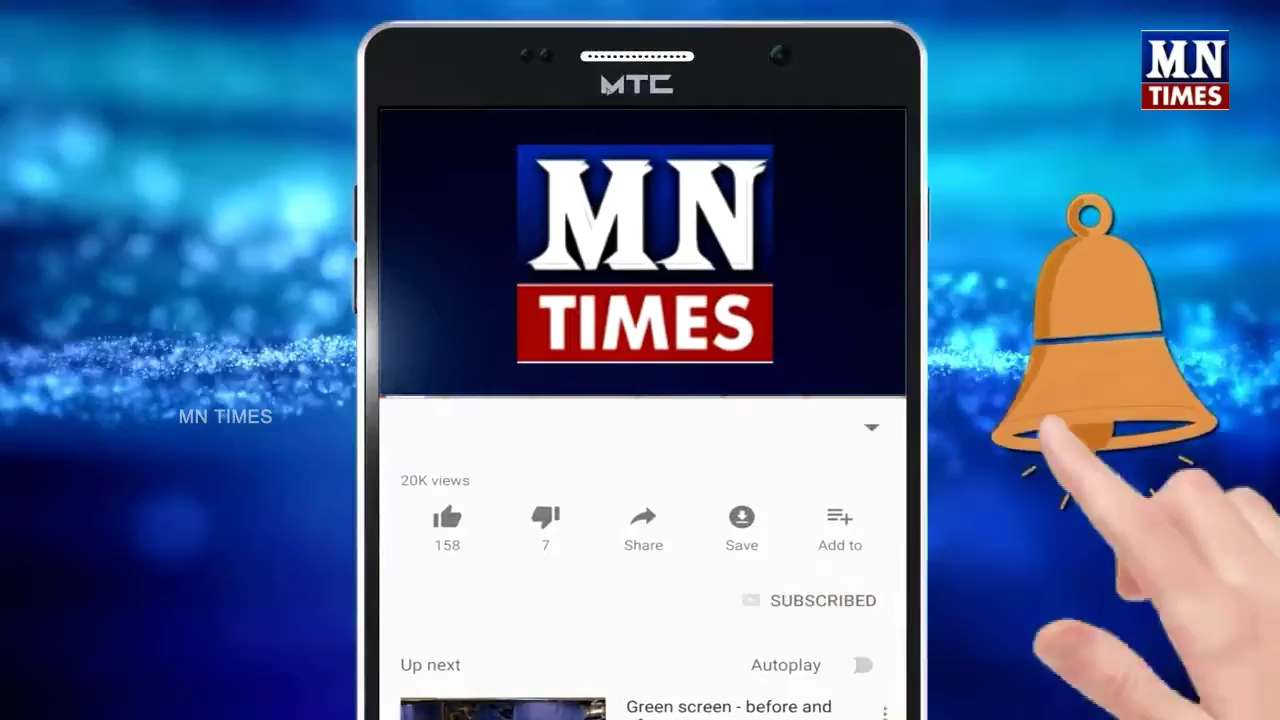 MTC
MN
TIMES
MN
TIMES
MN TIMES
20K views
158
7
Share
Save
Add to
SUBSCRIBED
Up next
Autoplay
Green screen - before and